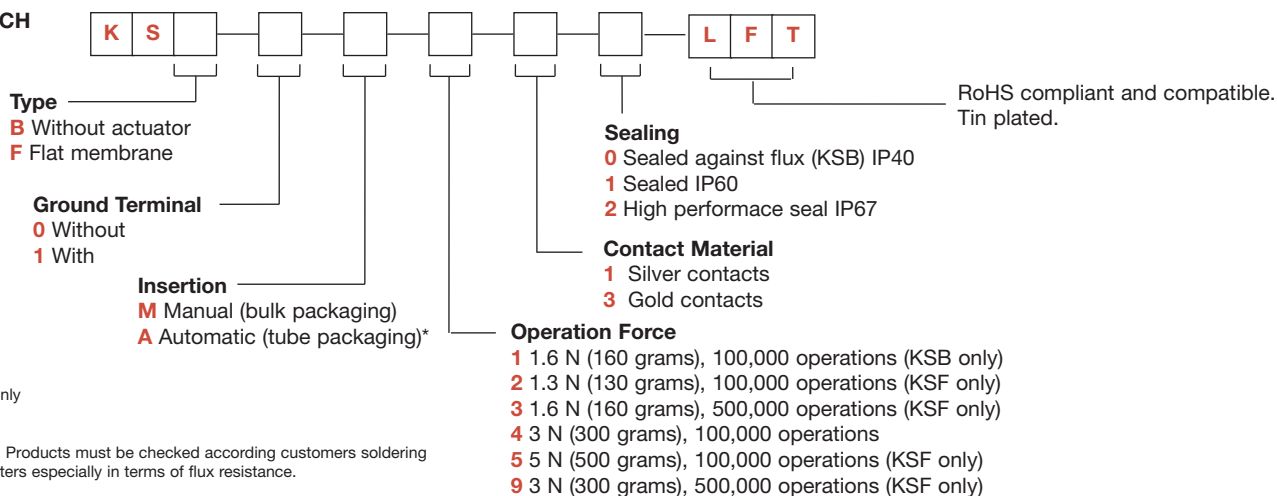 CH
K S L F T
Type
B Without actuator
F Flat membrane
RoHS compliant and compatible.
Tin plated.
Sealing
0 Sealed against flux (KSB) IP40
1 Sealed IP60
2 High performace seal IP67
Ground Terminal
0 Without
1 With
Contact Material
1 Silver contacts
3 Gold contacts
Insertion
M Manual (bulk packaging)
A Automatic (tube packaging)*
Operation Force
1 1.6 N (160 grams), 100,000 operations (KSB only)
2 1.3 N (130 grams), 100,000 operations (KSF only)
3 1.6 N (160 grams), 500,000 operations (KSF only)
4 3 N (300 grams), 100,000 operations
5 5 N (500 grams), 100,000 operations (KSF only)
9 3 N (300 grams), 500,000 operations (KSF only)
nly
Products must be checked according customers soldering
ters especially in terms of flux resistance.